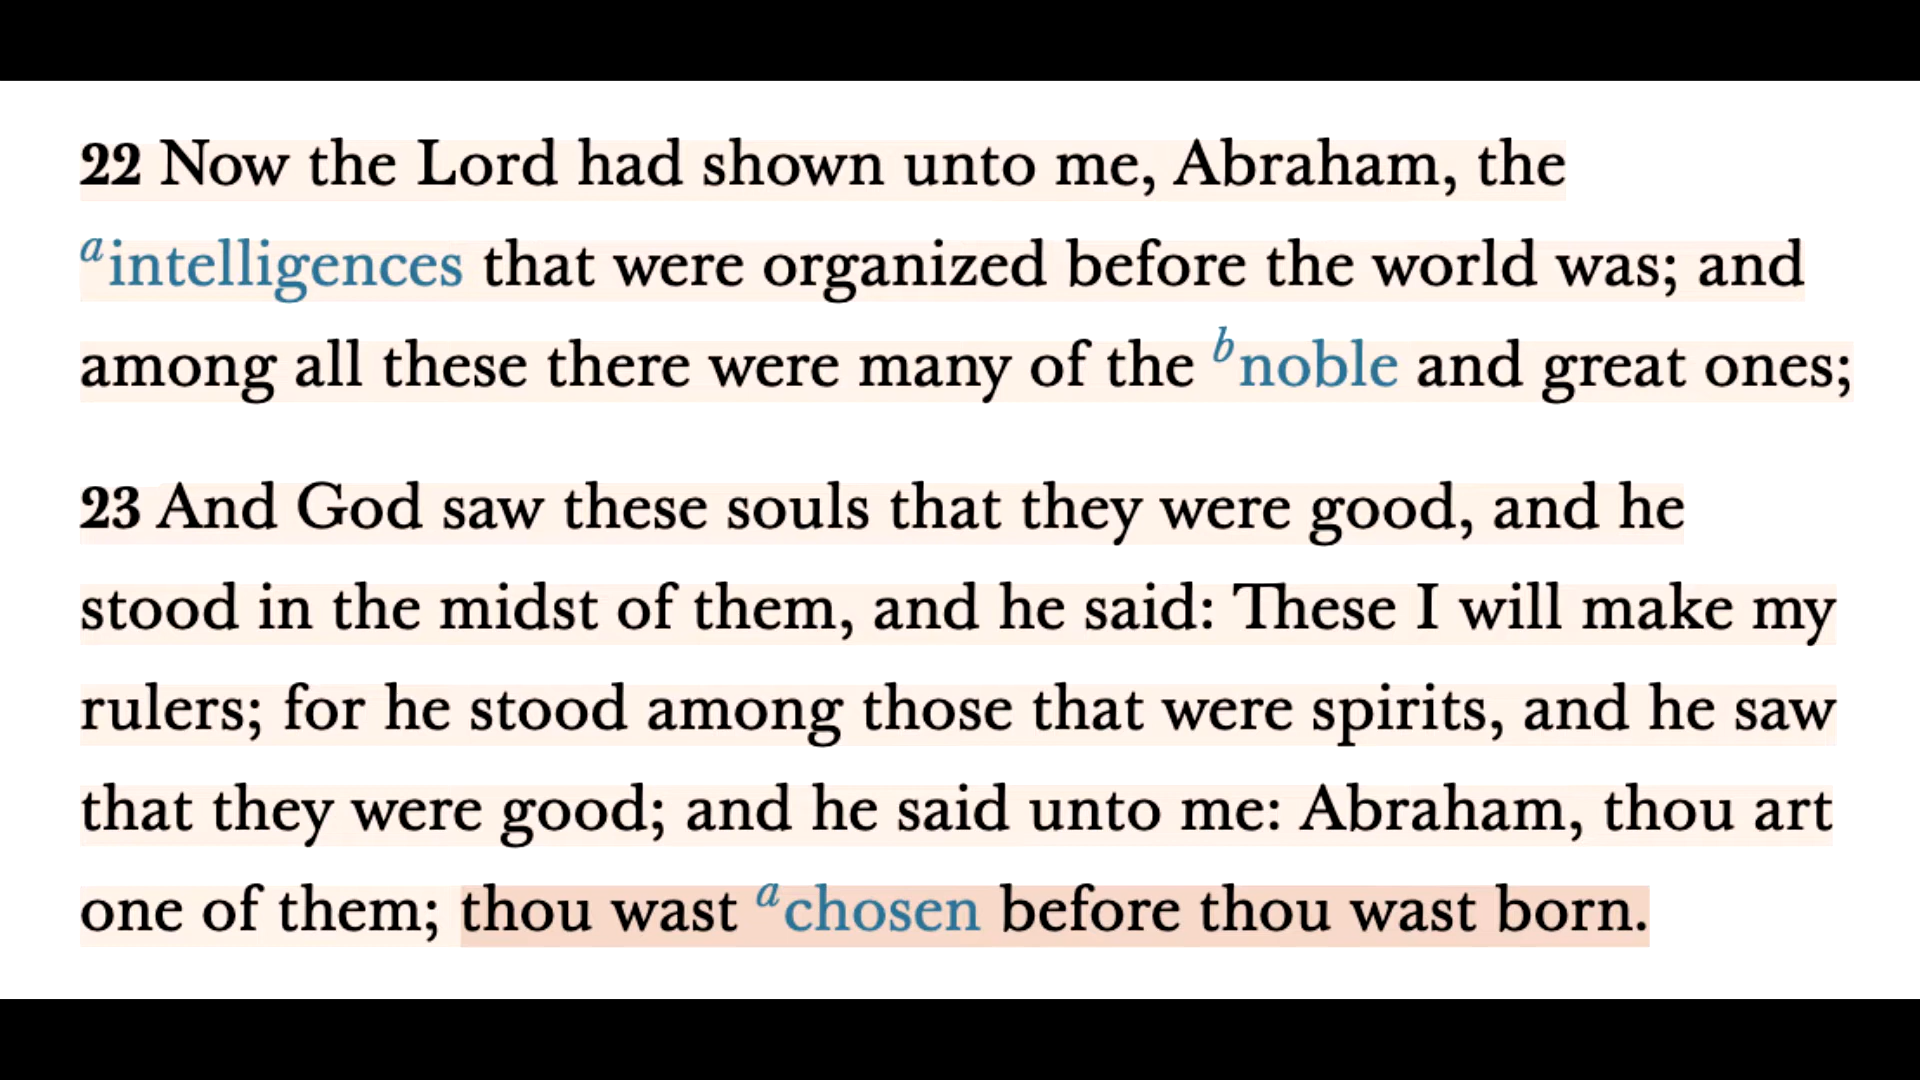 22 Now the Lord had shown unto me, Abraham, the
aintelligences that were organized before the world was; and
among all these there were many of the bnoble and great ones;
23 And God saw these souls that they were good, and he
stood in the midst of them, and he said: These I will make my
rulers; for he stood among those that were spirits, and he saw
that they were good; and he said unto me: Abraham, thou art
one of them; thou wast achosen before thou wast born.